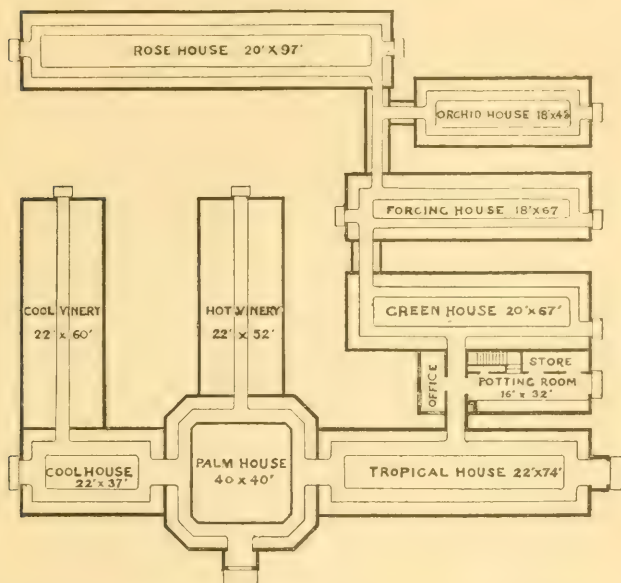 ROSE HOUSE 20' X 97'
ORCHID HOUSE 18'X45
FORCING HOUSE 18'X67
COOL VINERY
22' X 60'
HOT VINERY
22' X 52'
GREEN HOUSE 20'X67'
OFFICE
STORE
POTTING ROOM
16' X 32'
COOL HOUSE
22' X 37'
PALM HOUSE
40 X 40'
TROPICAL HOUSE 22'X74'